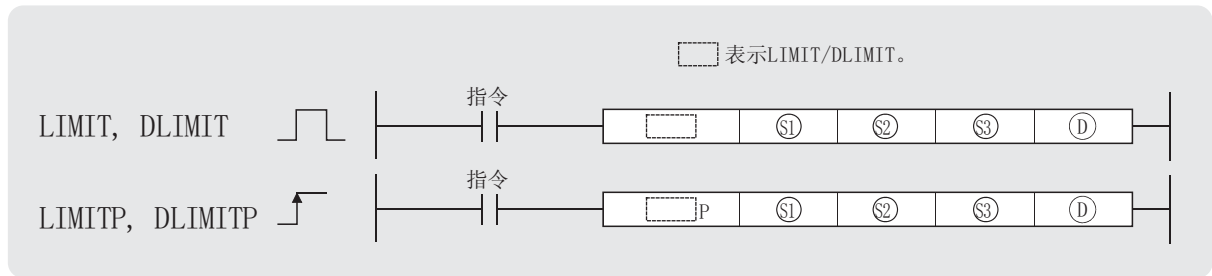 表示LIMIT/DLIMIT。
指令
LIMIT, DLIMIT S1 S2 S3 D
指令
LIMITP, DLIMITP P S1 S2 S3 D